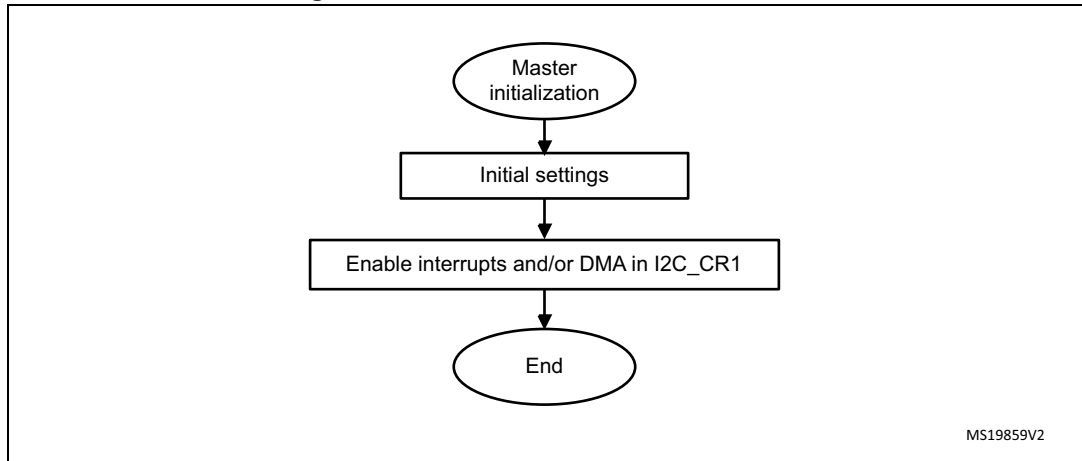 Master
initialization
Initial settings
Enable interrupts and/or DMA in I2C_CR1
End
MS19859V2